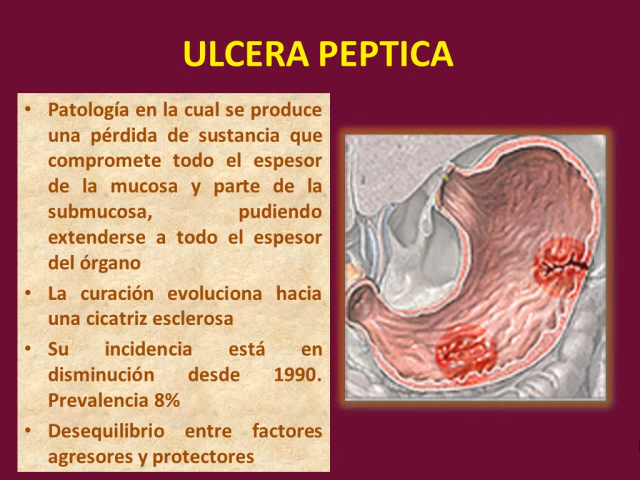 ULCERA PEPTICA
• Patología en la cual se produce
una pérdida de sustancia que
compromete todo el espesor
de la mucosa y parte de la
submucosa, pudiendo
extenderse a todo el espesor
del órgano
• La curación evoluciona hacia
una cicatriz esclerosa
• Su incidencia está en
disminución desde 1990.
Prevalencia 8%
• Desequilibrio entre factores
agresores y protectores